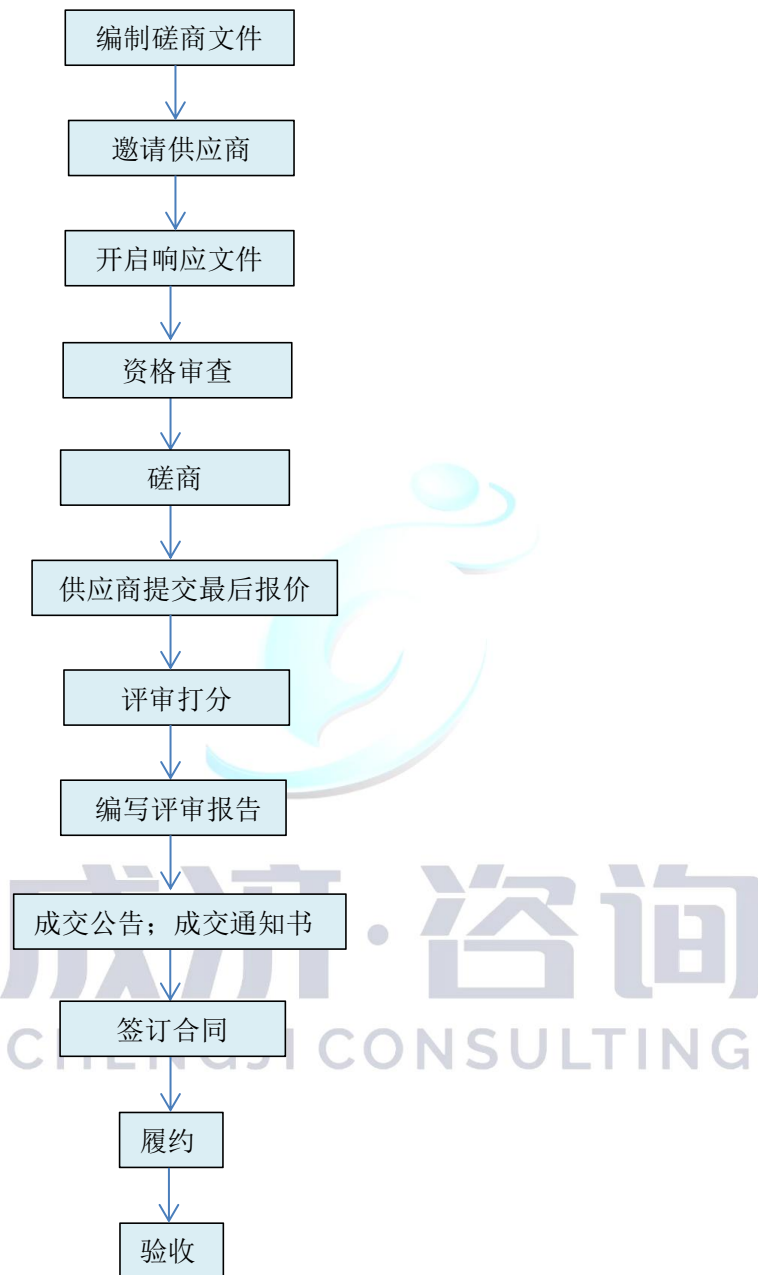 编制磋商文件
邀请供应商
开启响应文件
资格审查
磋商
供应商提交最后报价
评审打分
编写评审报告
成济·咨询
成交公告；成交通知书
签订合同
CHENGJI CONSULTING
履约
验收